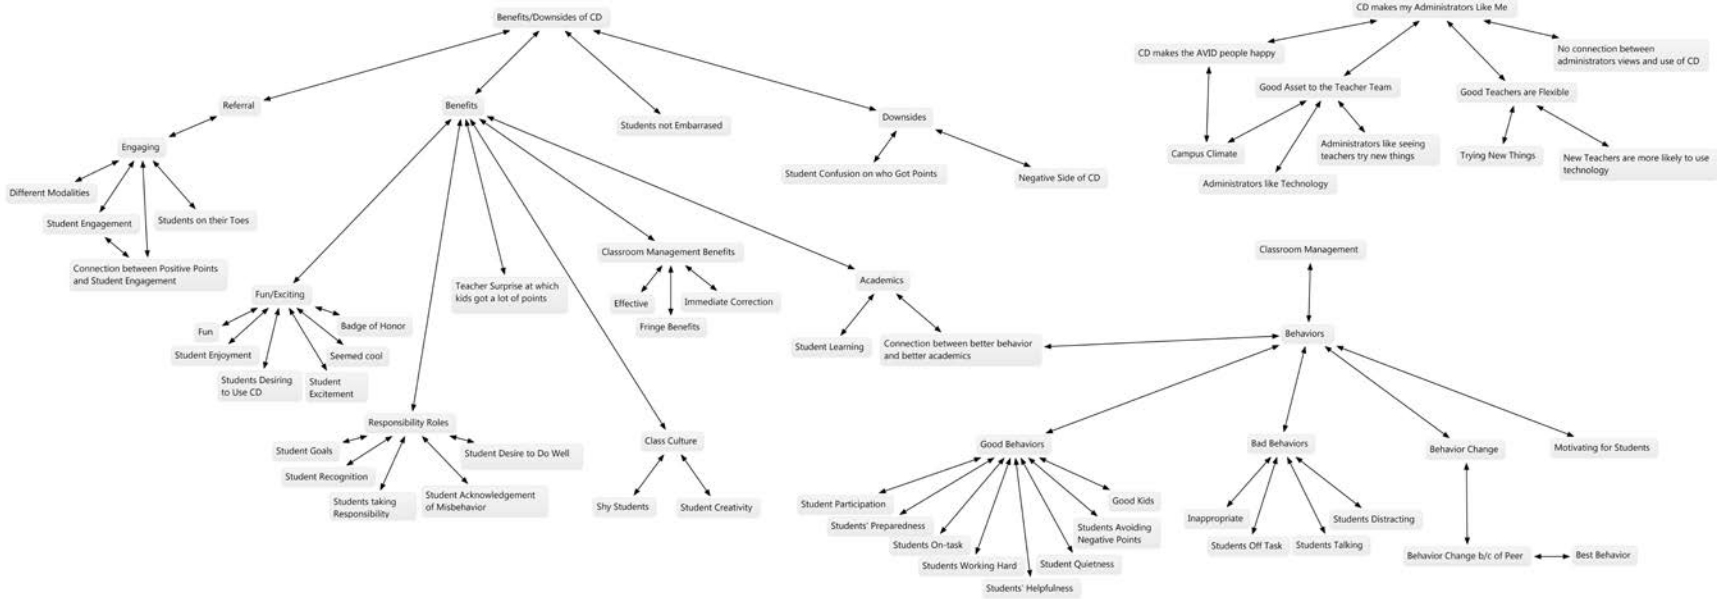 Benefits/Downsides of CD
Referral
Benefits
Students not Embarrased
Downsides
Engaging
Different Modalities
Student Engagement
Students on their Toes
Connection between Positive Points
and Student Engagement
Student Confusion on who Got Points
Negative Side of CD
Fun/Exciting
Fun
Student Enjoyment
Students Desiring
to Use CD
Student
Excitement
Seemed cool
Badge of Honor
Teacher Surprise at which
kids got a lot of points
Classroom Management Benefits
Effective
Fringe Benefits
Immediate Correction
Academics
Student Learning
Connection between better behavior
and better academics
Responsibility Roles
Student Goals
Student Recognition
Students taking
Responsibility
Student Acknowledgement
of Misbehavior
Student Desire to Do Well
Class Culture
Shy Students
Student Creativity
CD makes my Administrators Like Me
CD makes the AVID people happy
Good Asset to the Teacher Team
Good Teachers are Flexible
No connection between
administrators views and use of CD
Campus Climate
Administrators like Technology
Administrators like seeing
teachers try new things
Trying New Things
New Teachers are more likely to use
technology
Classroom Management
Behaviors
Good Behaviors
Student Participation
Students' Preparedness
Students On-task
Students Working Hard
Students' Helpfulness
Student Quietness
Students Avoiding
Negative Points
Good Kids
Bad Behaviors
Inappropriate
Students Off Task
Students Talking
Students Distracting
Behavior Change
Behavior Change b/c of Peer
Best Behavior
Motivating for Students